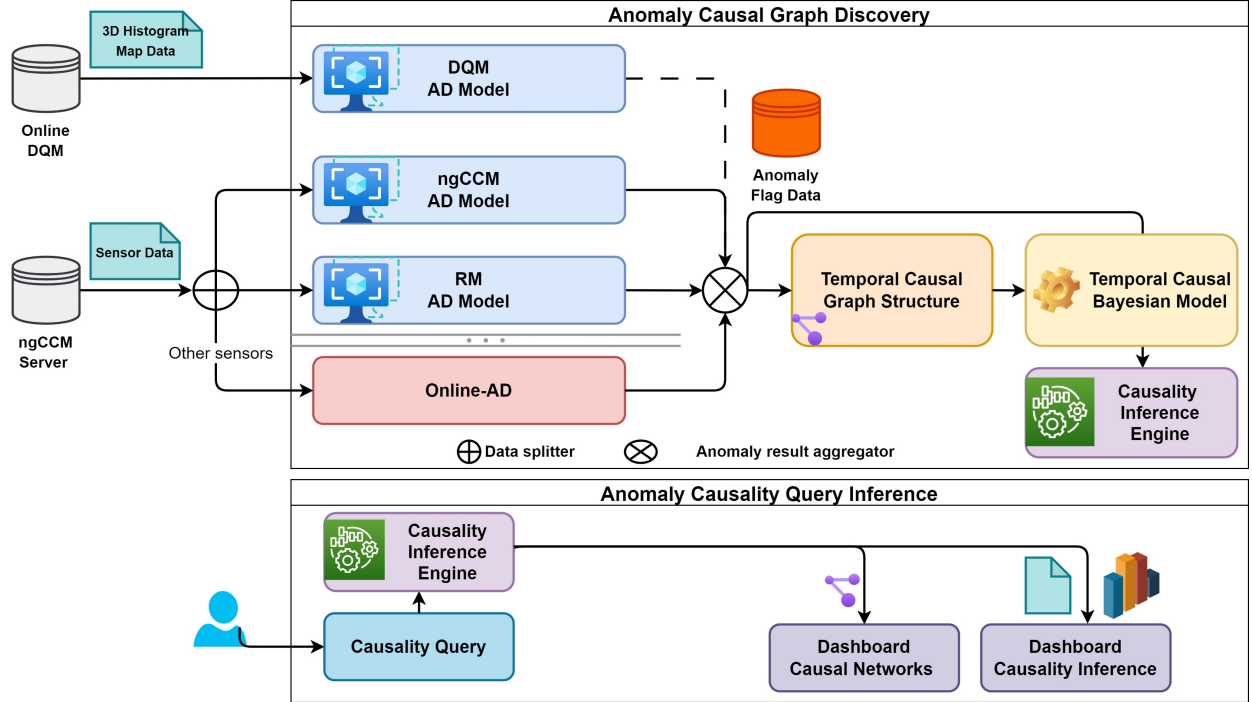 Anomaly Causal Graph Discovery
3D Histogram
Map Data
Online
DQM
DQM
AD Model
Anomaly
Flag Data
ngCCM
AD Model
Sensor Data
ngCCM
Server
RM
AD Model
Temporal Causal
Graph Structure
Temporal Causal
Bayesian Model
Other sensors
Online-AD
Causality
Inference
Engine
Data splitter
Anomaly result aggregator
Anomaly Causality Query Inference
Causality
Inference
Engine
Causality Query
Dashboard
Causal Networks
Dashboard
Causality Inference